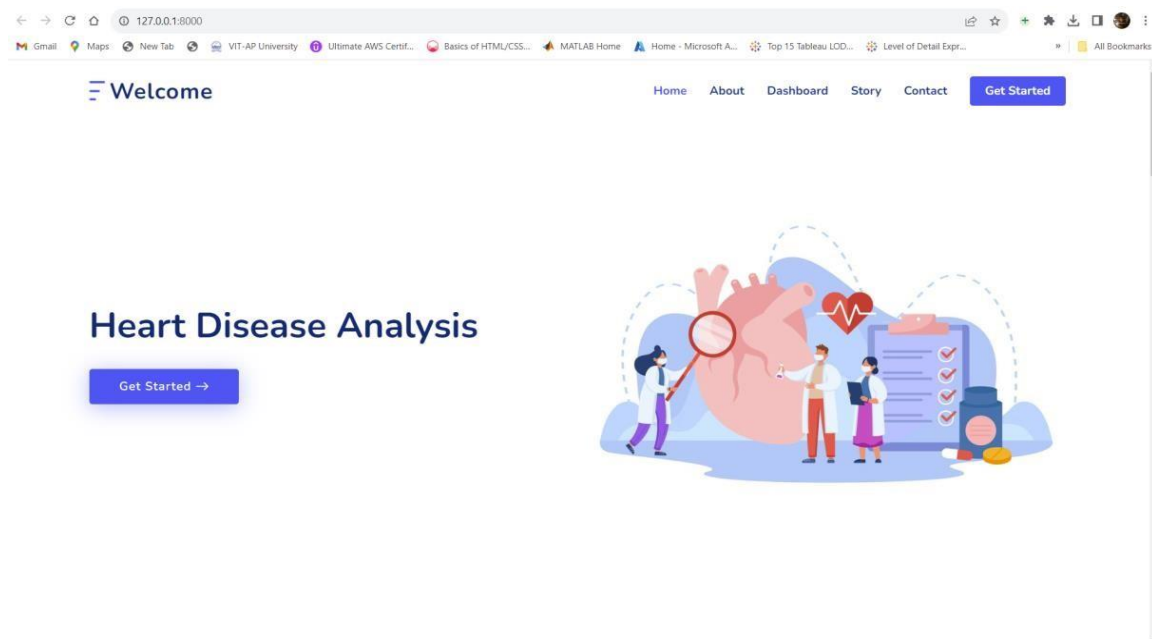 127.0.0.1:8000
Gmail Maps New Tab VIT-AP University Ultimate AWS Certif... Basics of HTML/CSS... MATLAB Home Home - Microsoft A... Top 15 Tableau LOD... Level of Detail Expr... » All Bookmarks
Welcome Home About Dashboard Story Contact Get Started
Heart Disease Analysis
Get Started →